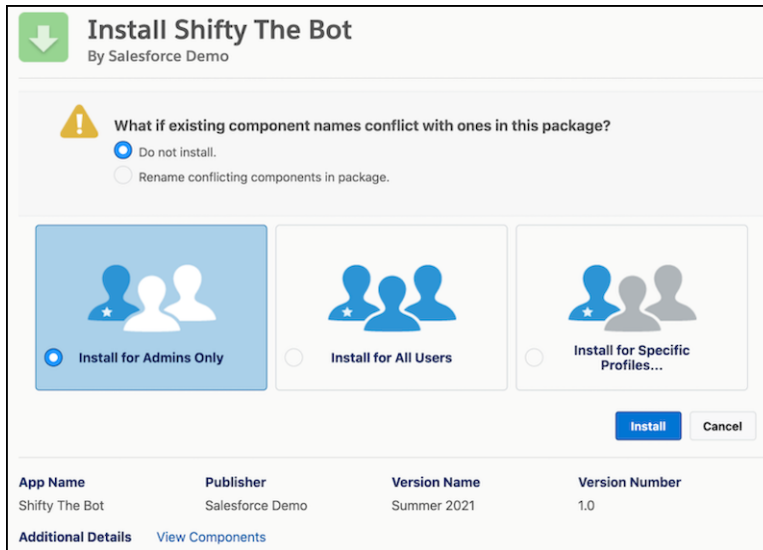 Install Shifty The Bot
By Salesforce Demo
What if existing component names conflict with ones in this package?
Do not install.
Rename conflicting components in package.
Install for Admins Only
Install for All Users
Install for Specific
Profiles...
Install
Cancel
App Name
Publisher
Version Name
Version Number
Shifty The Bot
Salesforce Demo
Summer 2021
1.0
Additional Details
View Components